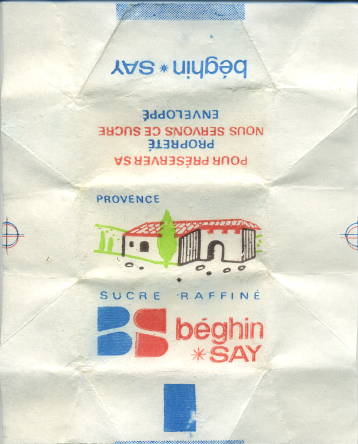 béghin * SAY
POUR PRÉSERVER SA
PROPRETÉ
NOUS SERVONS CE SUCRE
ENVELOPPÉ
PROVENCE
SUCRE RAFFINÉ
BS béghin
* SAY